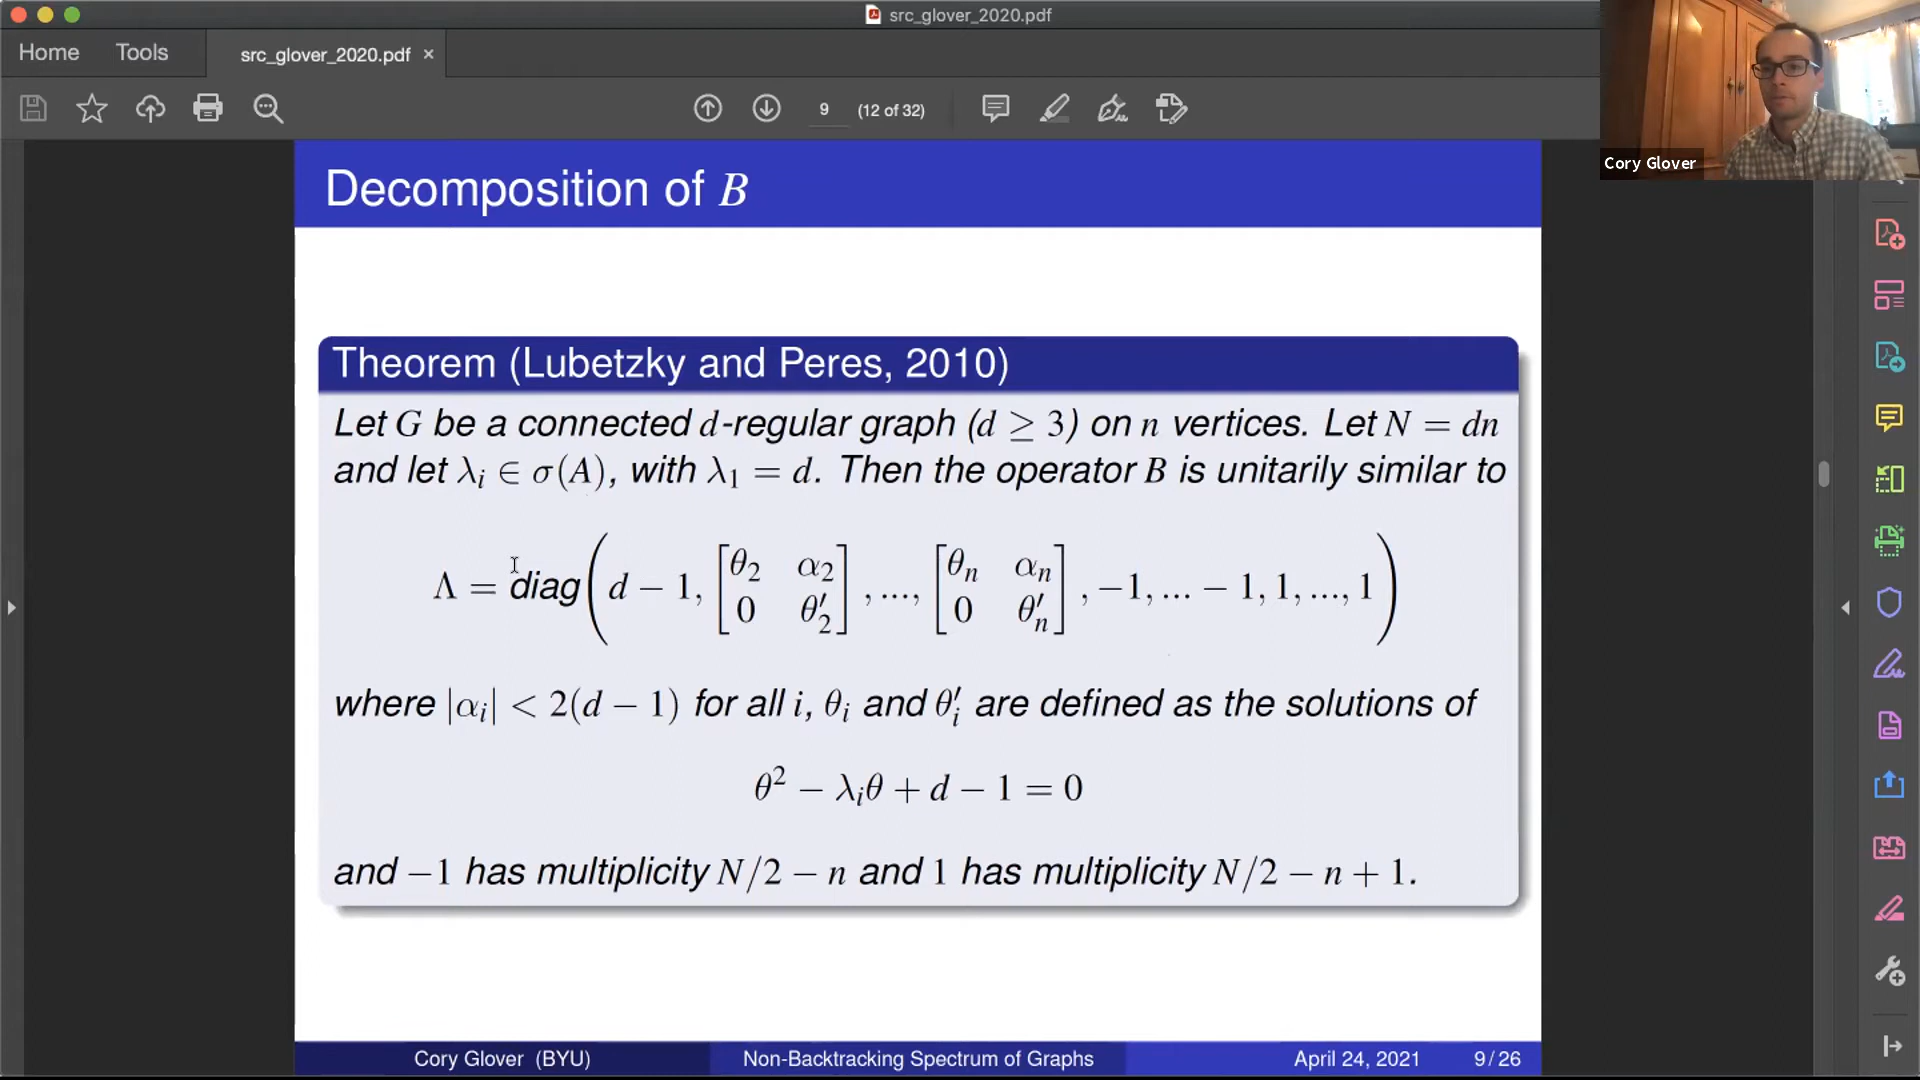 src_glover_2020.pdf
Home Tools src_glover_2020.pdf ×
9 (12 of 32)
Cory Glover
Decomposition of B
Theorem (Lubetzky and Peres, 2010)
Let G be a connected d-regular graph (d ≥ 3) on n vertices. Let N = dn
and let λ_i ∈ σ(A), with λ_1 = d. Then the operator B is unitarily similar to
Λ = diag( d − 1, [θ_2 α_2; 0 θ′_2], ..., [θ_n α_n; 0 θ′_n], −1, ... − 1, 1, ..., 1 )
where |α_i| < 2(d − 1) for all i, θ_i and θ′_i are defined as the solutions of
θ² − λ_iθ + d − 1 = 0
and −1 has multiplicity N/2 − n and 1 has multiplicity N/2 − n + 1.
Cory Glover (BYU) Non-Backtracking Spectrum of Graphs April 24, 2021 9 / 26